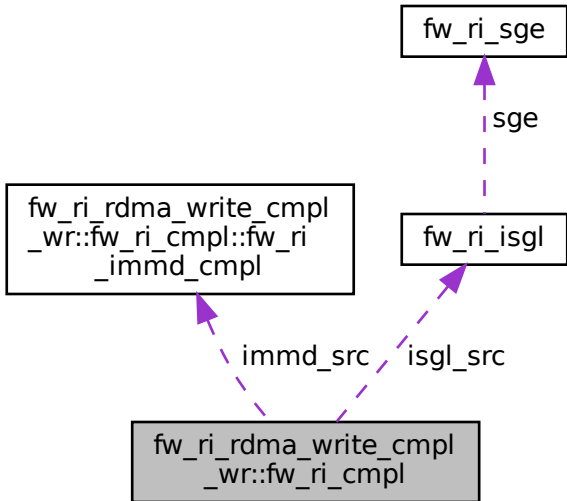 fw_ri_sge
sge
fw_ri_rdma_write_cmpl
_wr::fw_ri_cmpl::fw_ri
_immd_cmpl
fw_ri_isgl
immd_src
isgl_src
fw_ri_rdma_write_cmpl
_wr::fw_ri_cmpl